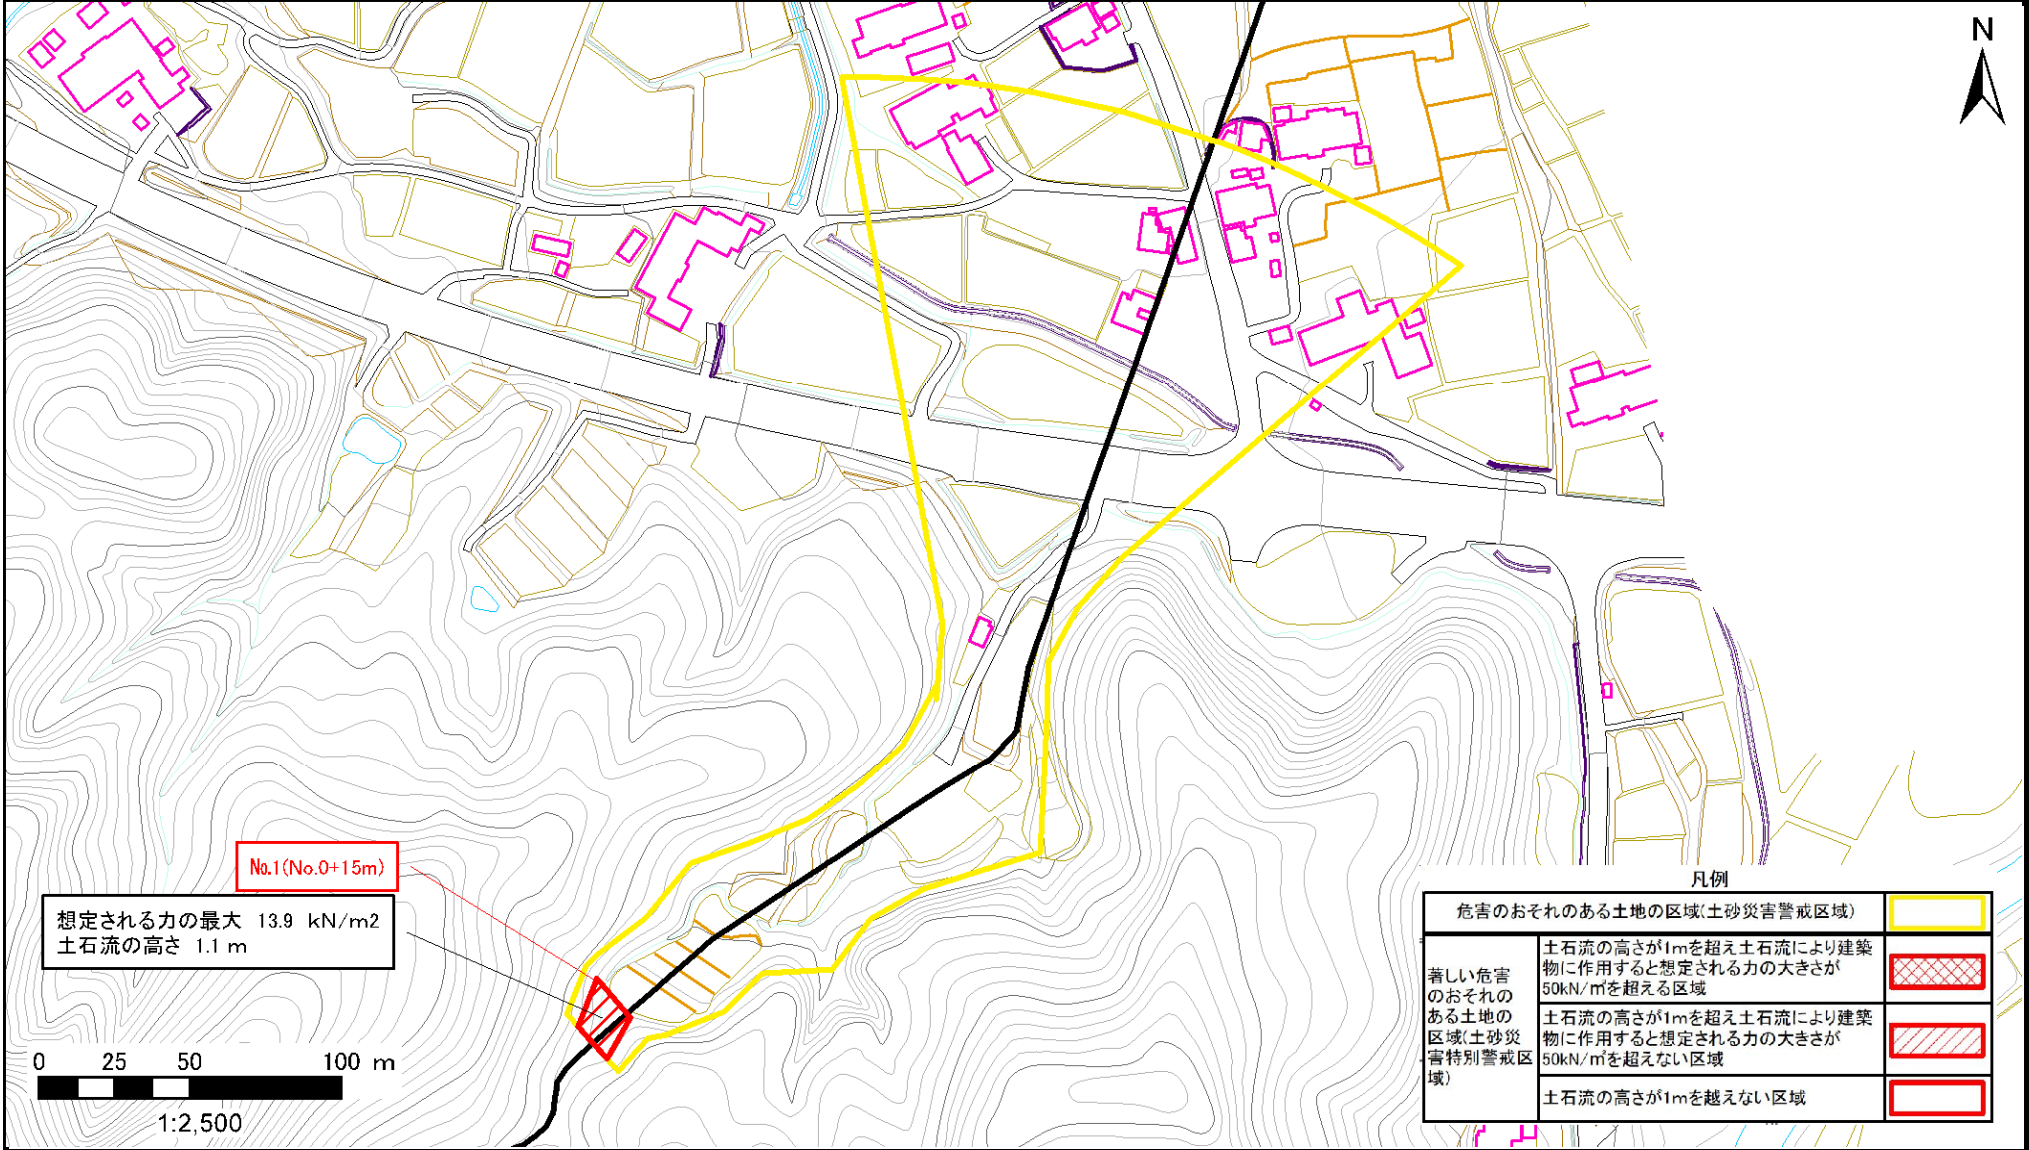 N
№.1(No.0+15m)
想定される力の最大 13.9 kN/m2
土石流の高さ 1.1 m
0 25 50 100 m
1:2,500
凡例
危害のおそれのある土地の区域(土砂災害警戒区域)
著しい危害
のおそれの
ある土地の
区域(土砂災
害特別警戒区
域)
土石流の高さが1mを超え土石流により建築
物に作用すると想定される力の大きさが
50kN/㎡を超える区域
土石流の高さが1mを超え土石流により建築
物に作用すると想定される力の大きさが
50kN/㎡を超えない区域
土石流の高さが1mを越えない区域